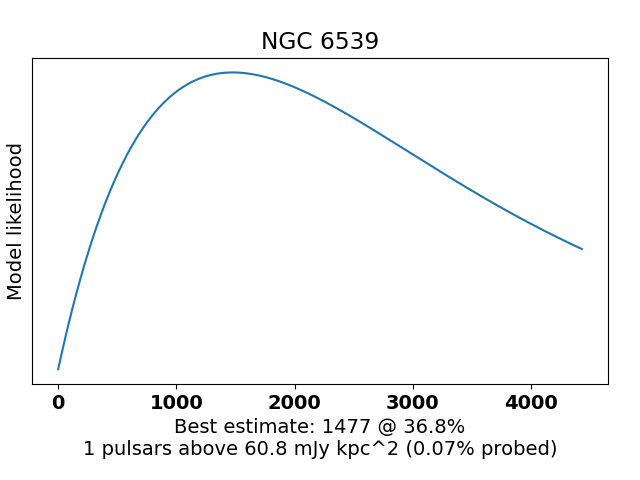 NGC 6539
Model likelihood
0 1000 2000 3000 4000
Best estimate: 1477 @ 36.8%
1 pulsars above 60.8 mJy kpc^2 (0.07% probed)